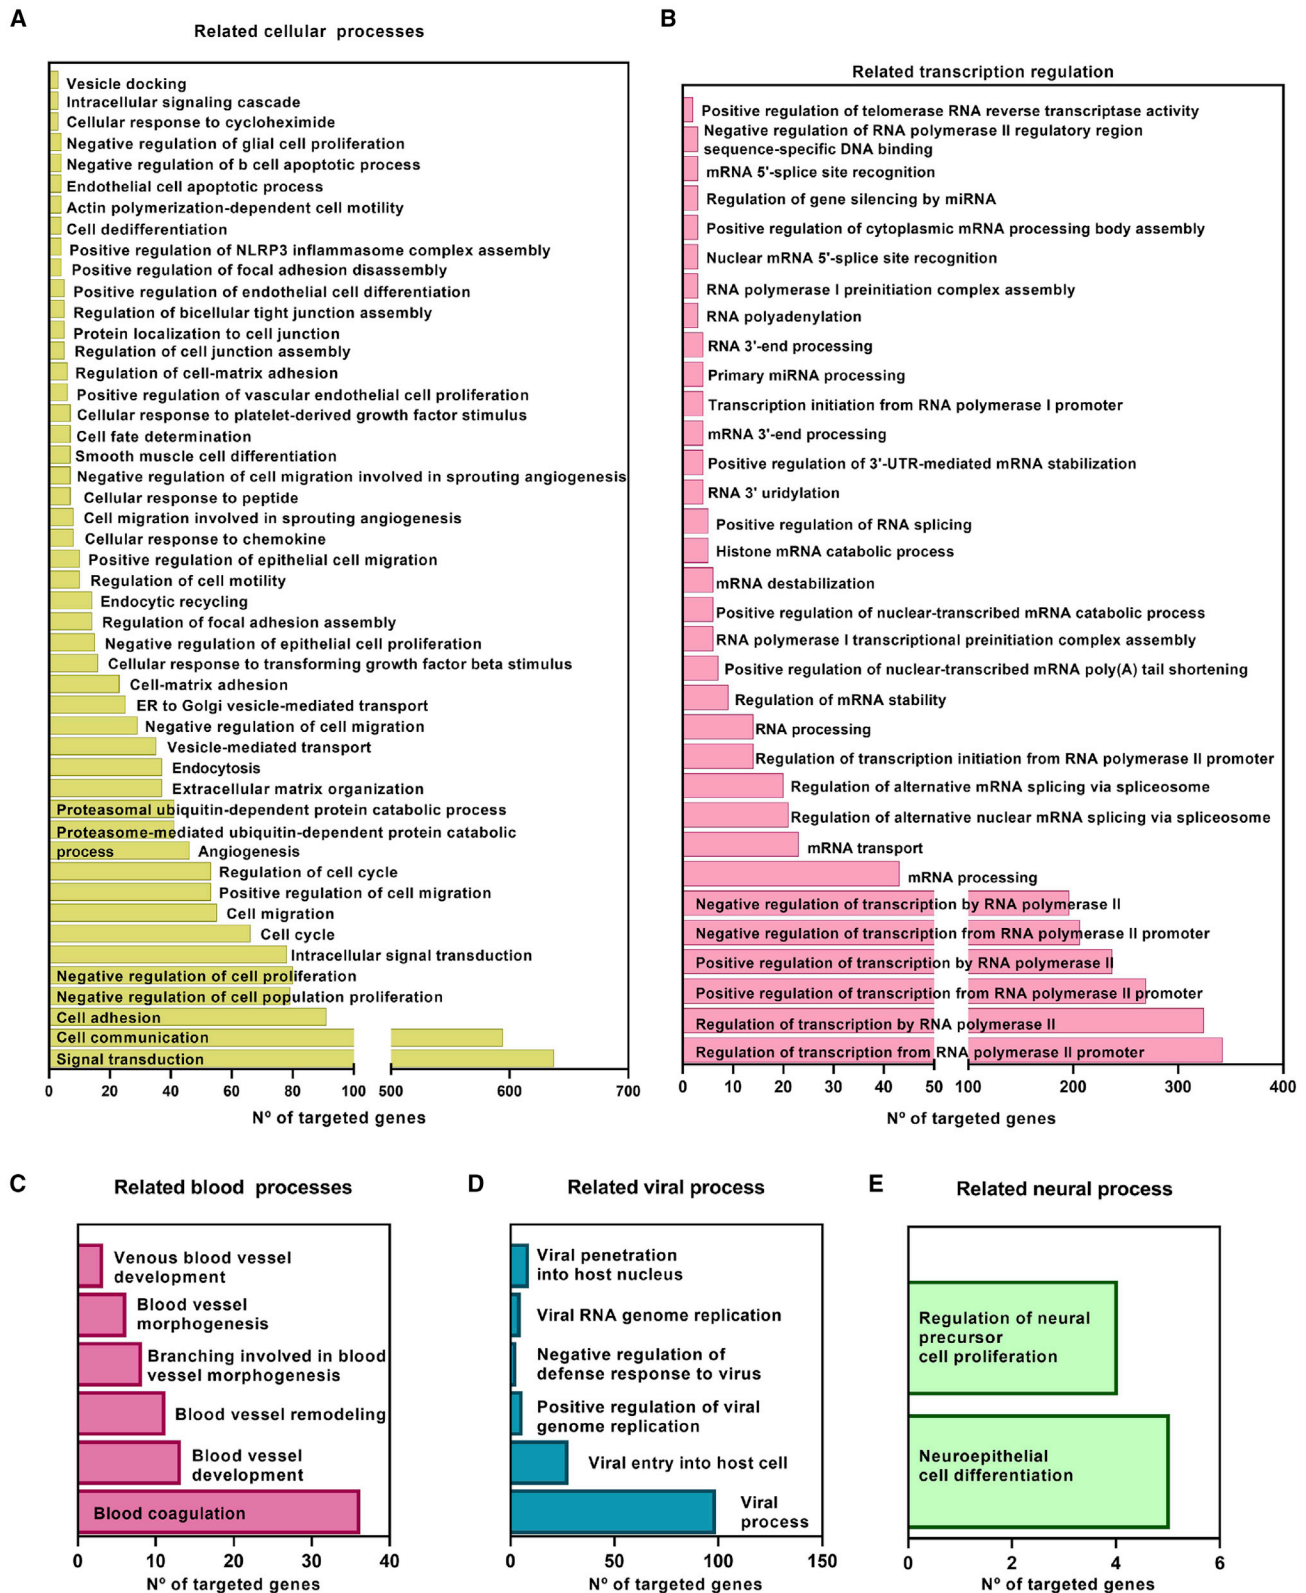 A
Related cellular processes
Vesicle docking
Intracellular signaling cascade
Cellular response to cycloheximide
Negative regulation of glial cell proliferation
Negative regulation of b cell apoptotic process
Endothelial cell apoptotic process
Actin polymerization-dependent cell motility
Cell dedifferentiation
Positive regulation of NLRP3 inflammasome complex assembly
Positive regulation of focal adhesion disassembly
Positive regulation of endothelial cell differentiation
Regulation of bicellular tight junction assembly
Protein localization to cell junction
Regulation of cell junction assembly
Regulation of cell-matrix adhesion
Positive regulation of vascular endothelial cell proliferation
Cellular response to platelet-derived growth factor stimulus
Cell fate determination
Smooth muscle cell differentiation
Negative regulation of cell migration involved in sprouting angiogenesis
Cellular response to peptide
Cell migration involved in sprouting angiogenesis
Cellular response to chemokine
Positive regulation of epithelial cell migration
Regulation of cell motility
Endocytic recycling
Regulation of focal adhesion assembly
Negative regulation of epithelial cell proliferation
Cellular response to transforming growth factor beta stimulus
Cell-matrix adhesion
ER to Golgi vesicle-mediated transport
Negative regulation of cell migration
Vesicle-mediated transport
Endocytosis
Extracellular matrix organization
Proteasomal ubiquitin-dependent protein catabolic process
Proteasome-mediated ubiquitin-dependent protein catabolic
process
Angiogenesis
Regulation of cell cycle
Positive regulation of cell migration
Cell migration
Cell cycle
Intracellular signal transduction
Negative regulation of cell proliferation
Negative regulation of cell population proliferation
Cell adhesion
Cell communication
Signal transduction
0 20 40 60 80 100 500 600 700
Nº of targeted genes
B
Related transcription regulation
Positive regulation of telomerase RNA reverse transcriptase activity
Negative regulation of RNA polymerase II regulatory region
sequence-specific DNA binding
mRNA 5'-splice site recognition
Regulation of gene silencing by miRNA
Positive regulation of cytoplasmic mRNA processing body assembly
Nuclear mRNA 5'-splice site recognition
RNA polymerase I preinitiation complex assembly
RNA polyadenylation
RNA 3'-end processing
Primary miRNA processing
Transcription initiation from RNA polymerase I promoter
mRNA 3'-end processing
Positive regulation of 3'-UTR-mediated mRNA stabilization
RNA 3' uridylation
Positive regulation of RNA splicing
Histone mRNA catabolic process
mRNA destabilization
Positive regulation of nuclear-transcribed mRNA catabolic process
RNA polymerase I transcriptional preinitiation complex assembly
Positive regulation of nuclear-transcribed mRNA poly(A) tail shortening
Regulation of mRNA stability
RNA processing
Regulation of transcription initiation from RNA polymerase II promoter
Regulation of alternative mRNA splicing via spliceosome
Regulation of alternative nuclear mRNA splicing via spliceosome
mRNA transport
mRNA processing
Negative regulation of transcription by RNA polymerase II
Negative regulation of transcription from RNA polymerase II promoter
Positive regulation of transcription by RNA polymerase II
Positive regulation of transcription from RNA polymerase II promoter
Regulation of transcription by RNA polymerase II
Regulation of transcription from RNA polymerase II promoter
0 10 20 30 40 50 100 200 300 400
Nº of targeted genes
C
Related blood processes
Venous blood vessel
development
Blood vessel
morphogenesis
Branching involved in blood
vessel morphogenesis
Blood vessel remodeling
Blood vessel
development
Blood coagulation
0 10 20 30 40
Nº of targeted genes
D
Related viral process
Viral penetration
into host nucleus
Viral RNA genome replication
Negative regulation of
defense response to virus
Positive regulation of viral
genome replication
Viral entry into host cell
Viral
process
0 50 100 150
Nº of targeted genes
E
Related neural process
Regulation of neural
precursor
cell proliferation
Neuroepithelial
cell differentiation
0 2 4 6
Nº of targeted genes